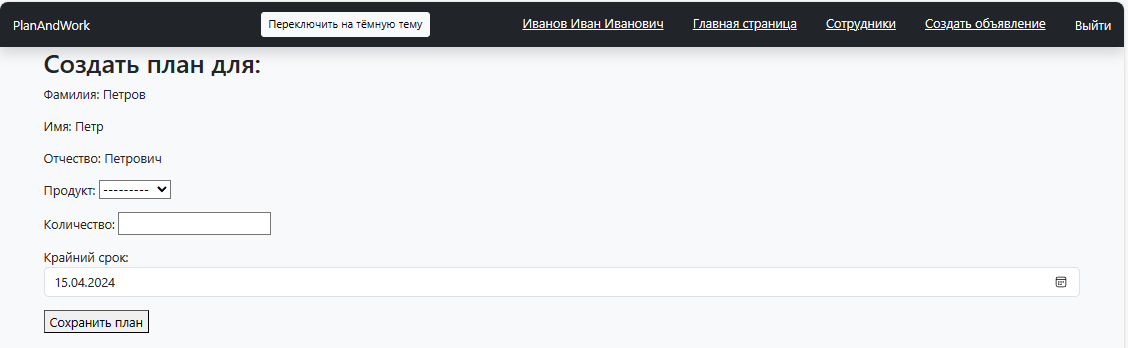 PlanAndWork Переключить на тёмную тему Иванов Иван Иванович Главная страница Сотрудники Создать объявление Выйти
Создать план для:
Фамилия: Петров
Имя: Петр
Отчество: Петрович
Продукт: ---------
Количество:
Крайний срок:
15.04.2024
Сохранить план